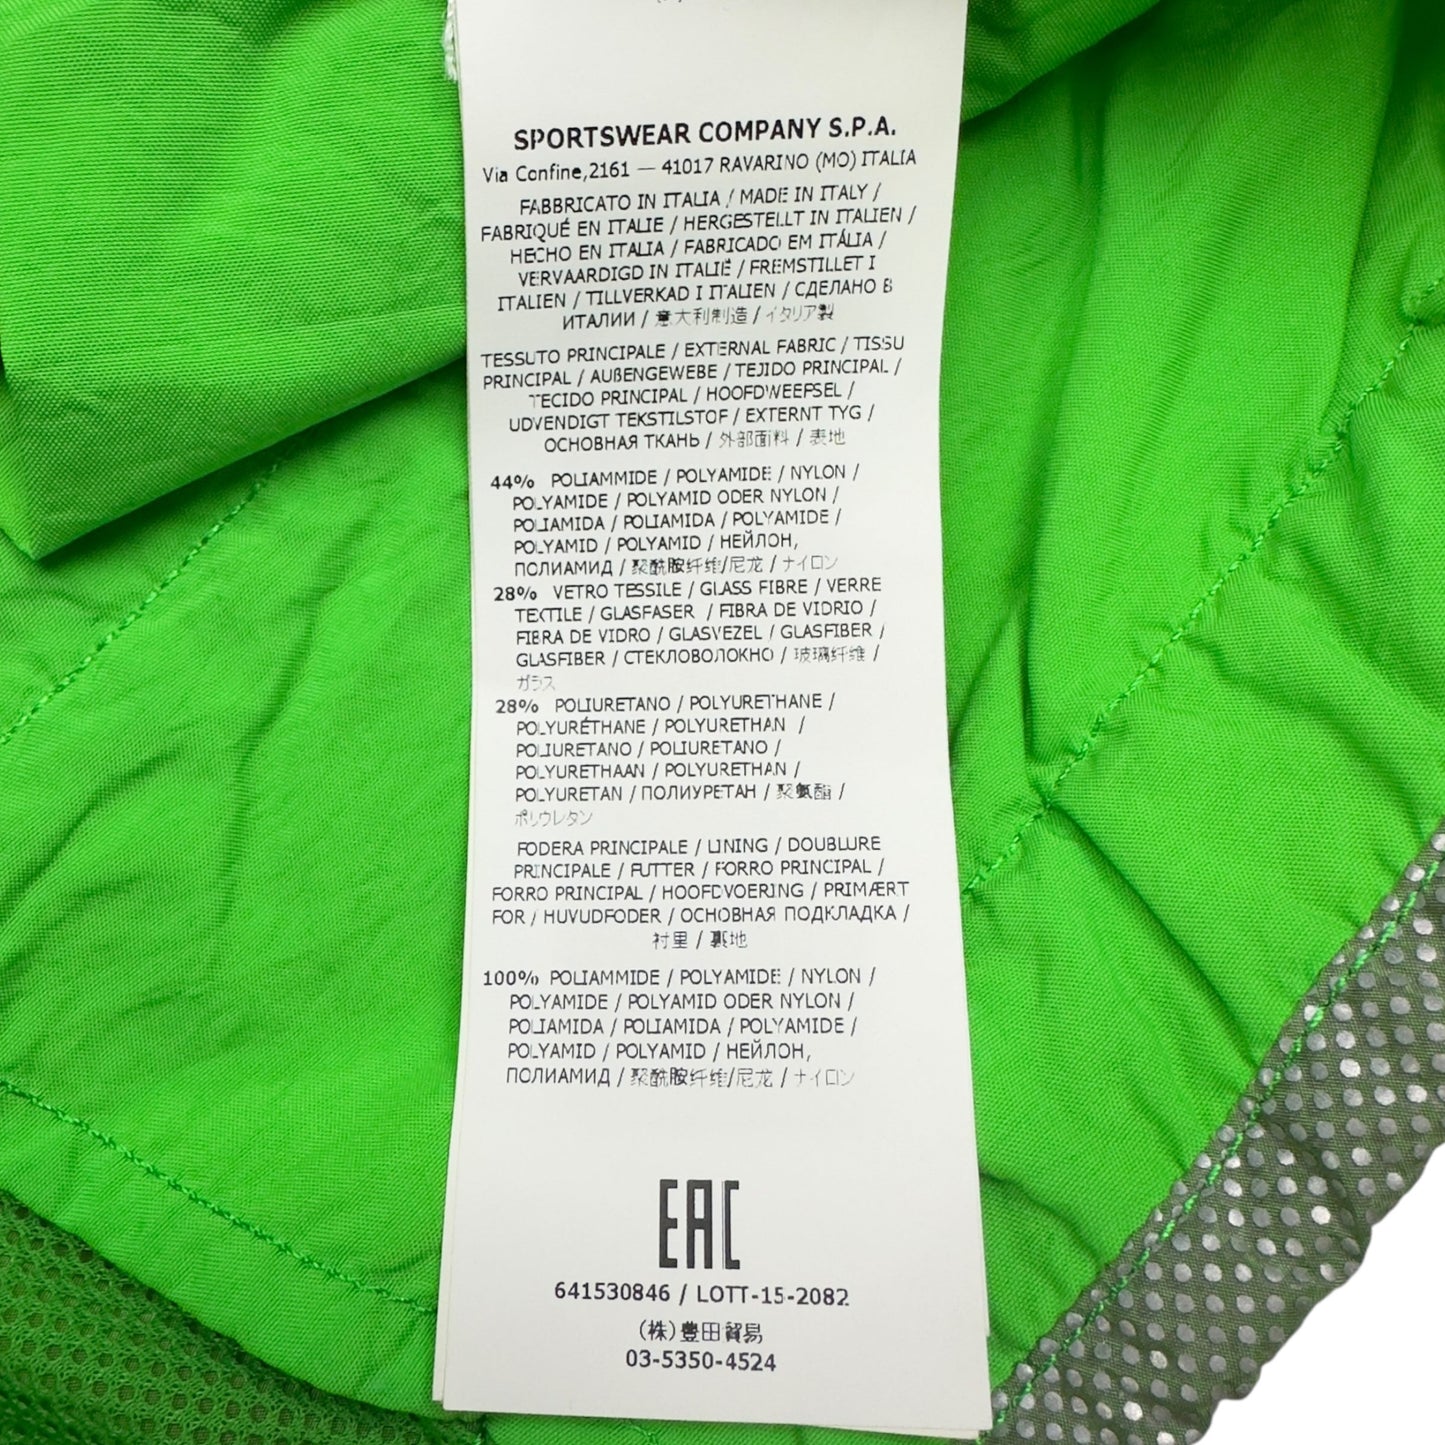 SPORTSWEAR COMPANY S.P.A.
Via Confine,2161 — 41017 RAVARINO (MO) ITALIA
FABBRICATO IN ITALIA / MADE IN ITALY /
FABRIQUÉ EN ITALIE / HERGESTELLT IN ITALIEN /
HECHO EN ITALIA / FABRICADO EM ITÁLIA /
VERVAARDIGD IN ITALIË / FREMSTILLET I
ITALIEN / TILLVERKAD I ITALIEN / СДЕЛАНО В
ИТАЛИИ / 意大利制造 / イタリア製
TESSUTO PRINCIPALE / EXTERNAL FABRIC / TISSU
PRINCIPAL / AUßENGEWEBE / TEJIDO PRINCIPAL /
TECIDO PRINCIPAL / HOOFDWEEFSEL /
UDVENDIGT TEKSTILSTOF / EXTERNT TYG /
ОСНОВНАЯ ТКАНЬ / 外部面料 / 表地
44% POLIAMMIDE / POLYAMIDE / NYLON /
POLYAMIDE / POLYAMID ODER NYLON /
POLIAMIDA / POLIAMIDA / POLYAMIDE /
POLYAMID / POLYAMID / НЕЙЛОН,
ПОЛИАМИД / 聚酰胺纤维/尼龙 / ナイロン
28% VETRO TESSILE / GLASS FIBRE / VERRE
TEXTILE / GLASFASER / FIBRA DE VIDRIO /
FIBRA DE VIDRO / GLASVEZEL / GLASFIBER /
GLASFIBER / СТЕКЛОВОЛОКНО / 玻璃纤维 /
ガラス
28% POLIURETANO / POLYURETHANE /
POLYURÉTHANE / POLYURETHAN /
POLIURETANO / POLIURETANO /
POLYURETHAAN / POLYURETHAN /
POLYURETAN / ПОЛИУРЕТАН / 聚氨酯 /
ポリウレタン
FODERA PRINCIPALE / LINING / DOUBLURE
PRINCIPALE / FUTTER / FORRO PRINCIPAL /
FORRO PRINCIPAL / HOOFDVOERING / PRIMÆRT
FOR / HUVUDFODER / ОСНОВНАЯ ПОДКЛАДКА /
衬里 / 裏地
100% POLIAMMIDE / POLYAMIDE / NYLON /
POLYAMIDE / POLYAMID ODER NYLON /
POLIAMIDA / POLIAMIDA / POLYAMIDE /
POLYAMID / POLYAMID / НЕЙЛОН,
ПОЛИАМИД / 聚酰胺纤维/尼龙 / ナイロン
EAC
641530846 / LOTT-15-2082
(株)豊田貿易
03-5350-4524